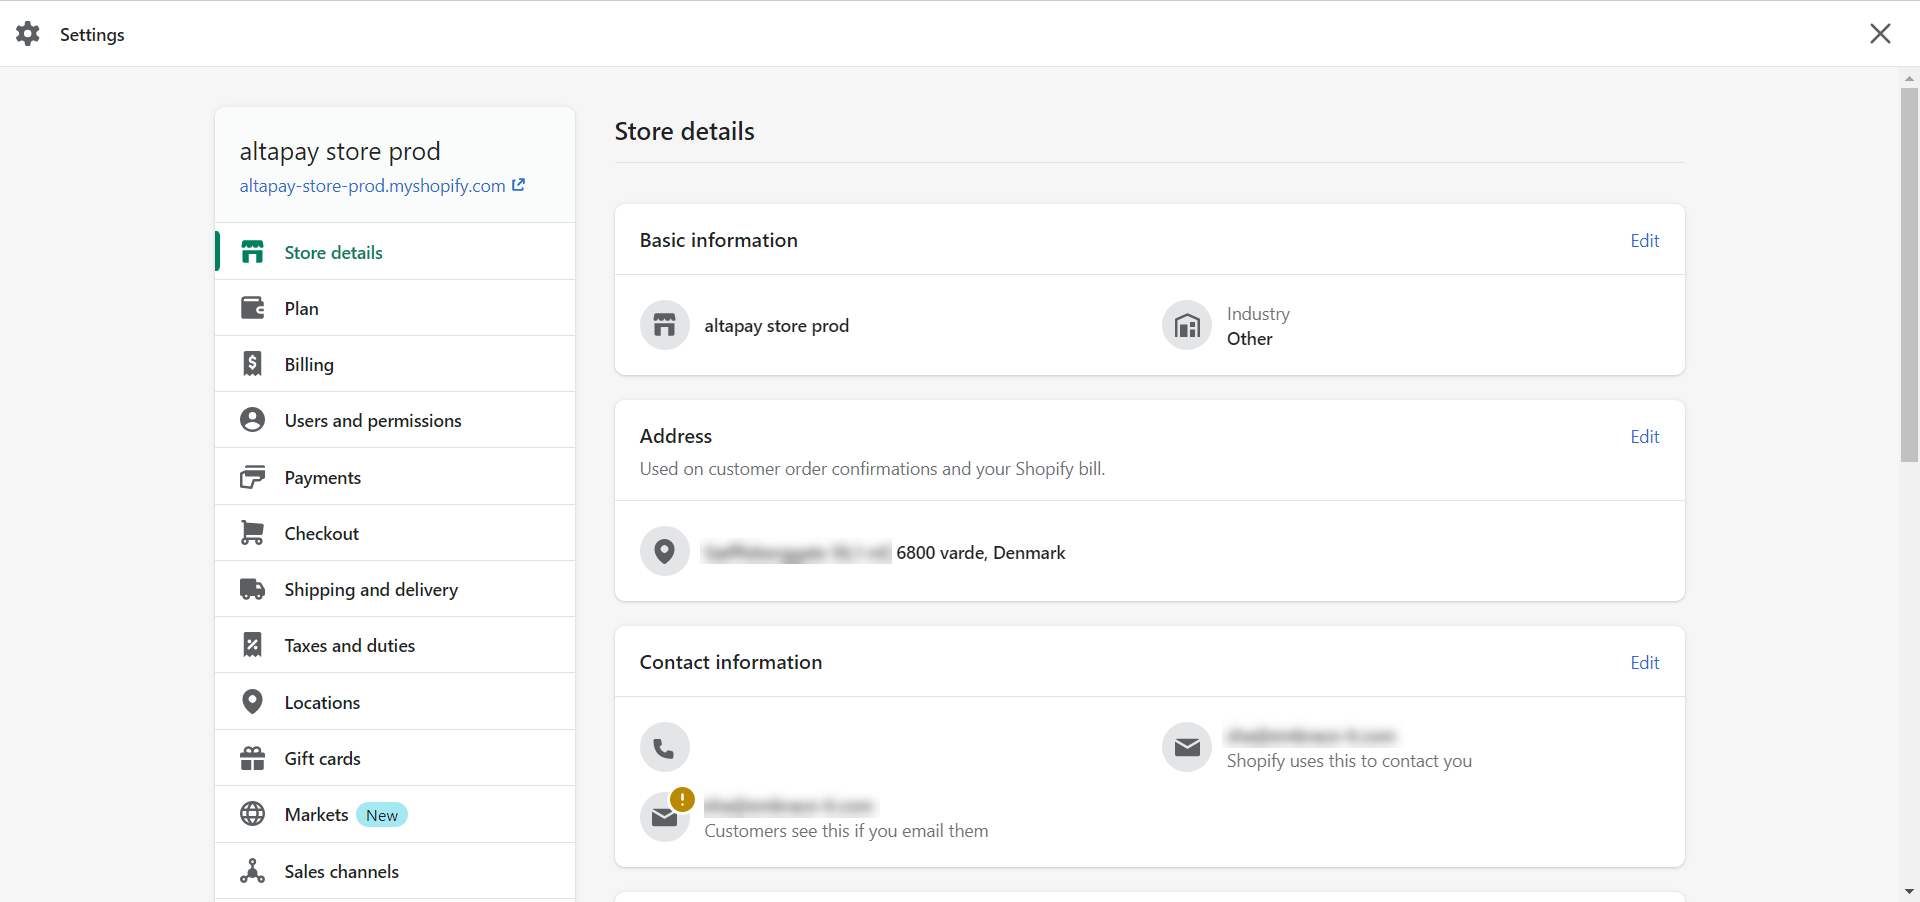 Settings
altapay store prod
altapay-store-prod.myshopify.com
Store details
Plan
Billing
Users and permissions
Payments
Checkout
Shipping and delivery
Taxes and duties
Locations
Gift cards
Markets New
Sales channels
Store details
Basic information Edit
altapay store prod
Industry
Other
Address Edit
Used on customer order confirmations and your Shopify bill.
6800 varde, Denmark
Contact information Edit
Shopify uses this to contact you
Customers see this if you email them